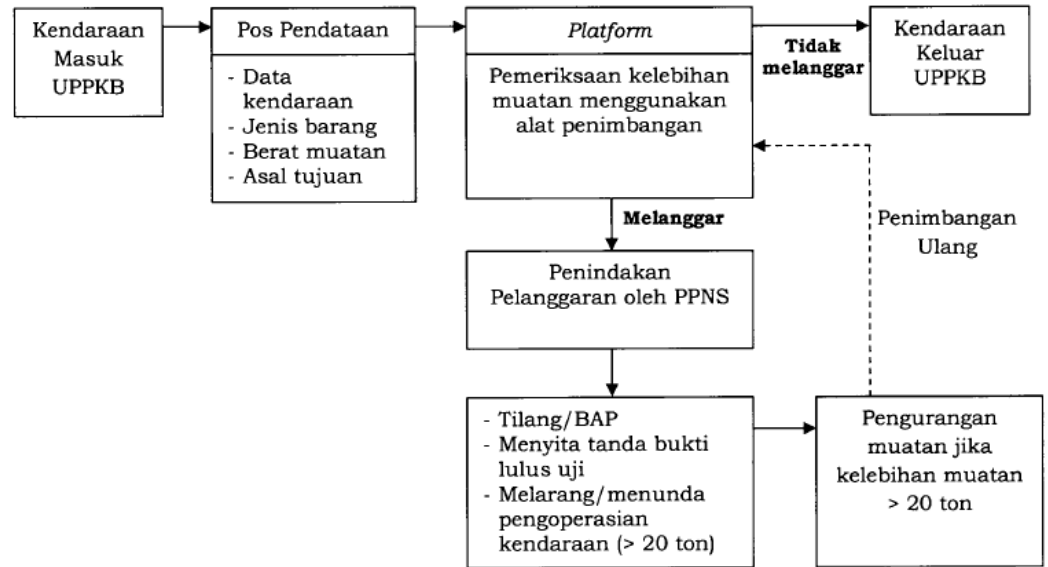 Kendaraan
Masuk
UPPKB
Pos Pendataan
- Data
kendaraan
- Jenis barang
- Berat muatan
- Asal tujuan
Platform
Pemeriksaan kelebihan
muatan menggunakan
alat penimbangan
Tidak
melanggar
Kendaraan
Keluar
UPPKB
Melanggar
Penimbangan
Ulang
Penindakan
Pelanggaran oleh PPNS
- Tilang/BAP
- Menyita tanda bukti
lulus uji
- Melarang/menunda
pengoperasian
kendaraan (> 20 ton)
Pengurangan
muatan jika
kelebihan muatan
> 20 ton